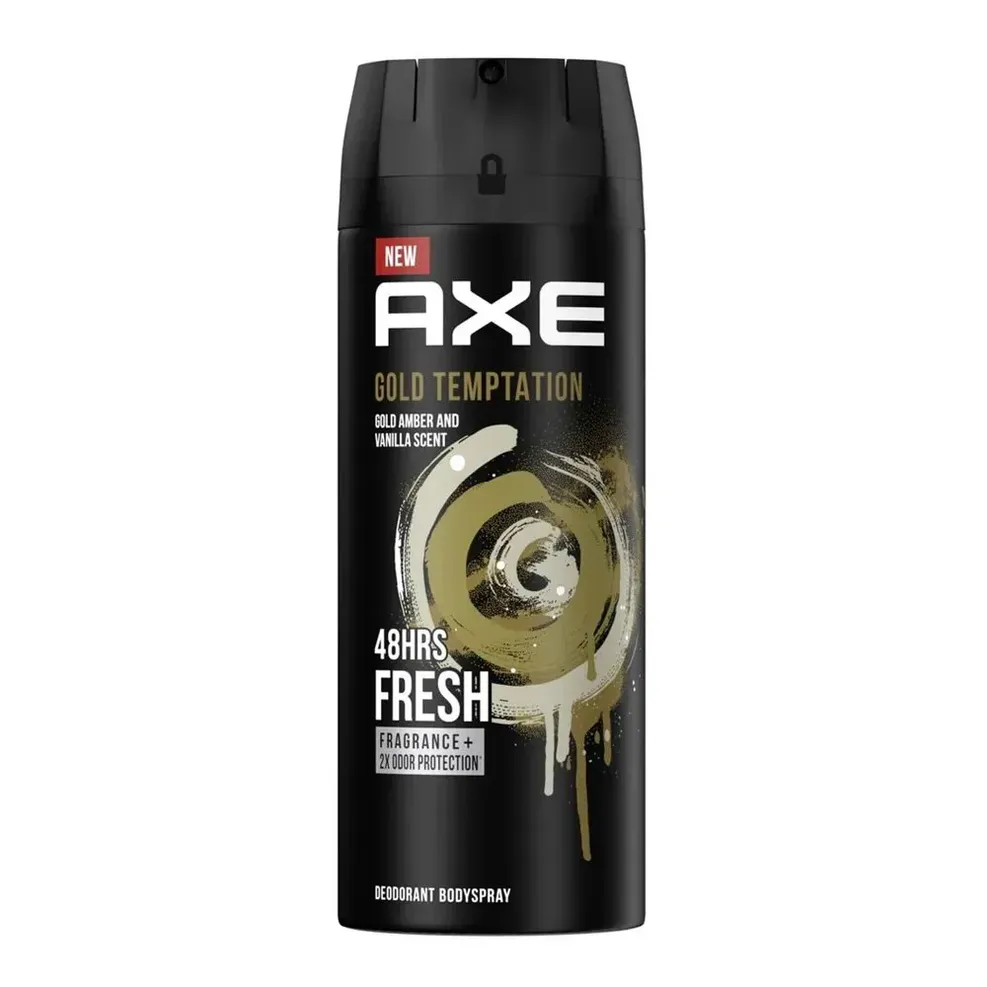 NEW
AXE
GOLD TEMPTATION
GOLD AMBER AND
VANILLA SCENT
48HRS
FRESH
FRAGRANCE +
2X ODOR PROTECTION*
DEODORANT BODYSPRAY